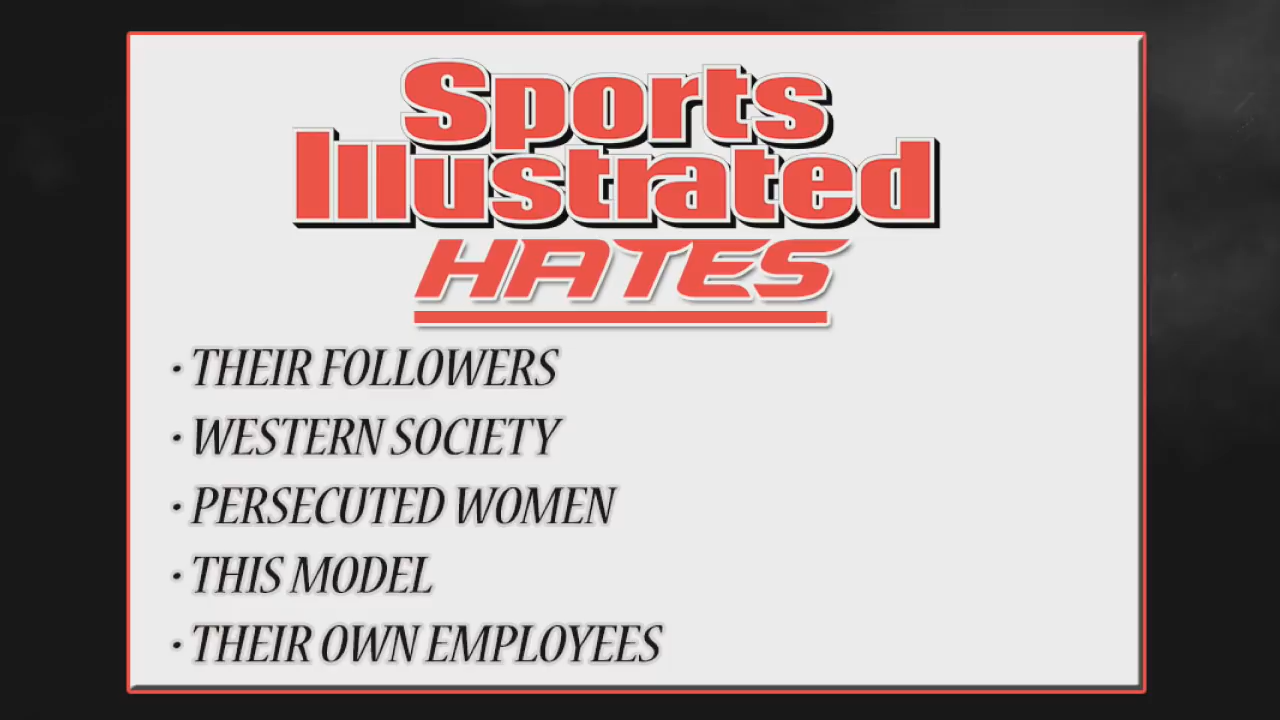 Sports
Illustrated
HATES
· THEIR FOLLOWERS
· WESTERN SOCIETY
· PERSECUTED WOMEN
· THIS MODEL
· THEIR OWN EMPLOYEES